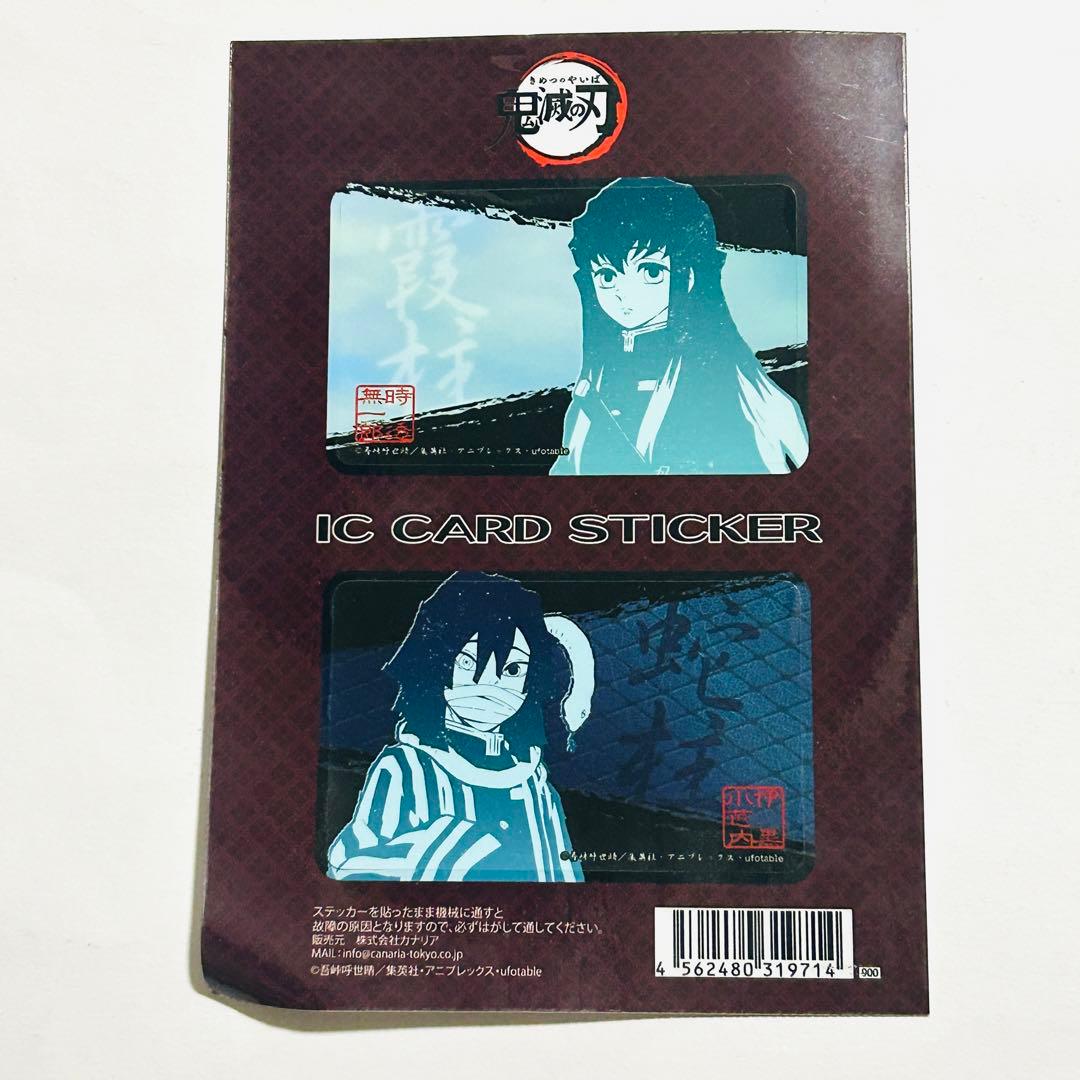 きめつのやいば
鬼滅の刃
霞柱
時透
無一郎
©吾峠呼世晴／集英社・アニプレックス・ufotable
IC CARD STICKER
蛇柱
伊黒
小芭内
©吾峠呼世晴／集英社・アニプレックス・ufotable
ステッカーを貼ったまま機械に通すと
故障の原因となりますので、必ずはがして通してください。
販売元　株式会社カナリア
MAIL:info@canaria-tokyo.co.jp
©吾峠呼世晴／集英社・アニプレックス・ufotable
4 562480 319714
900